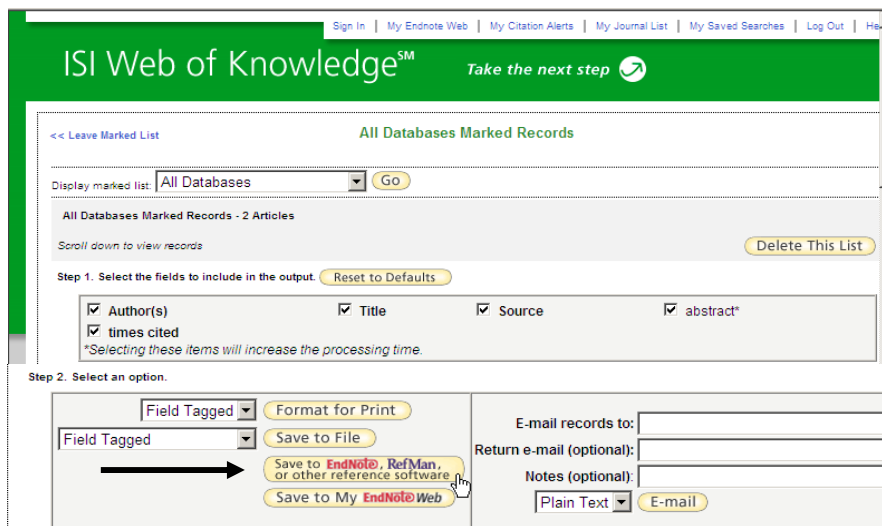 Sign In | My Endnote Web | My Citation Alerts | My Journal List | My Saved Searches | Log Out |
ISI Web of Knowledge℠ Take the next step
<< Leave Marked List All Databases Marked Records
Display marked list: All Databases Go
All Databases Marked Records - 2 Articles
Scroll down to view records Delete This List
Step 1. Select the fields to include in the output. Reset to Defaults
Author(s) Title Source abstract*
times cited
*Selecting these items will increase the processing time.
Step 2. Select an option.
Field Tagged Format for Print
Field Tagged Save to File
Save to EndNote, RefMan,
or other reference software
Save to My EndNote Web
E-mail records to:
Return e-mail (optional):
Notes (optional):
Plain Text E-mail